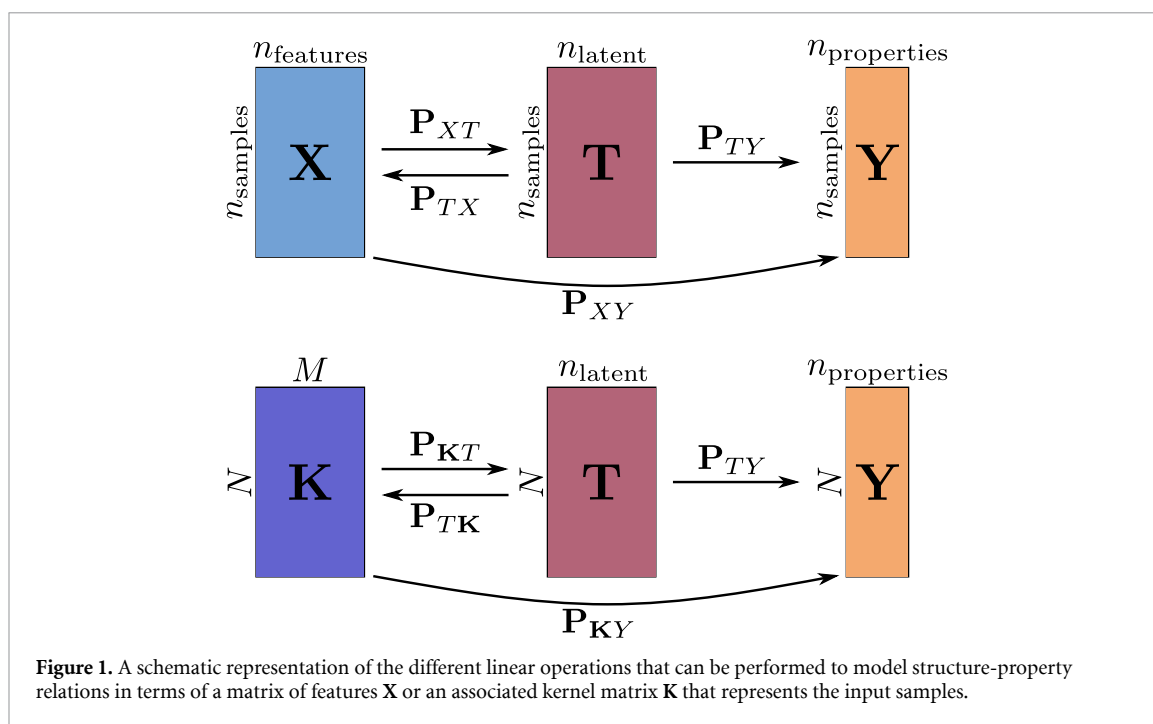 n_features n_latent n_properties
n_samples X P_XT P_TX n_samples T P_TY n_samples Y
P_XY
M n_latent n_properties
N K P_KT P_TK N T P_TY N Y
P_KY
Figure 1. A schematic representation of the different linear operations that can be performed to model structure-property
relations in terms of a matrix of features X or an associated kernel matrix K that represents the input samples.